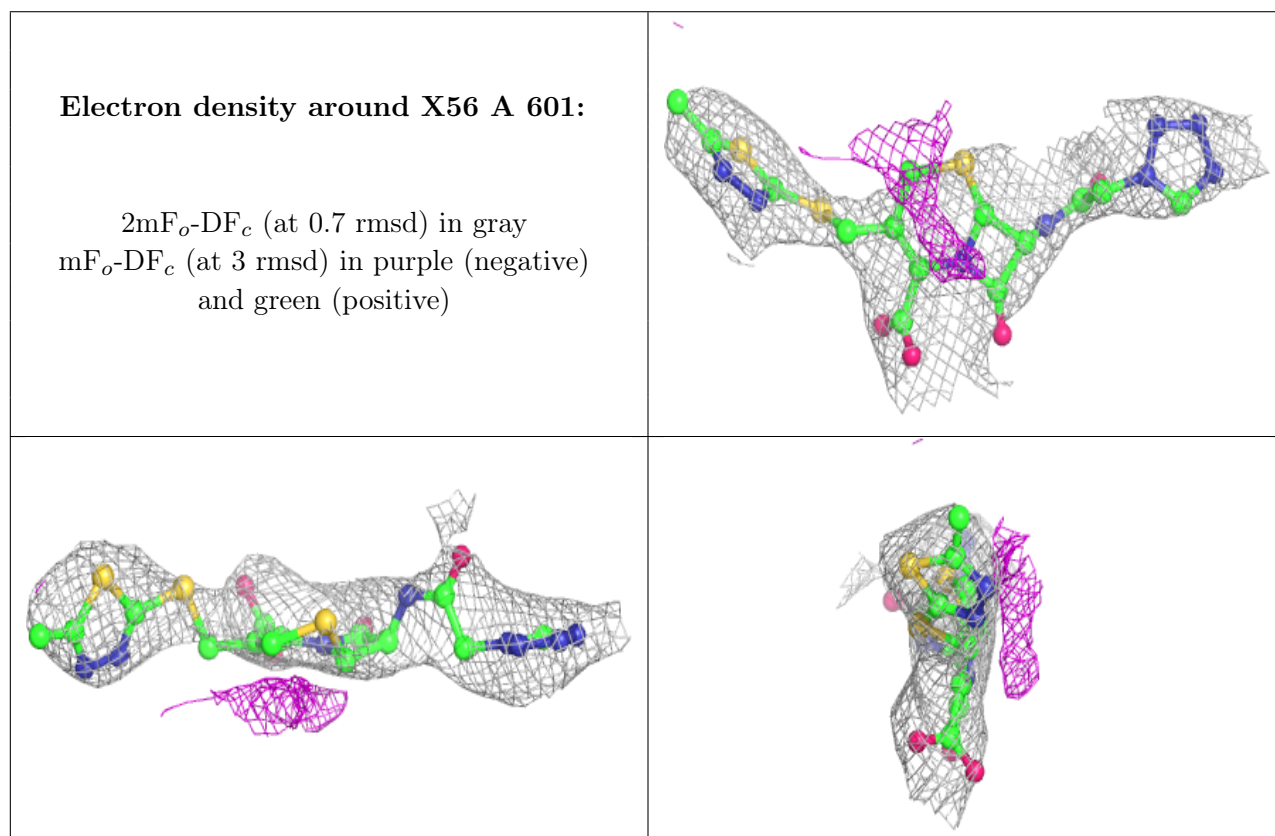 Electron density around X56 A 601:
2mFo-DFc (at 0.7 rmsd) in gray
mFo-DFc (at 3 rmsd) in purple (negative)
and green (positive)